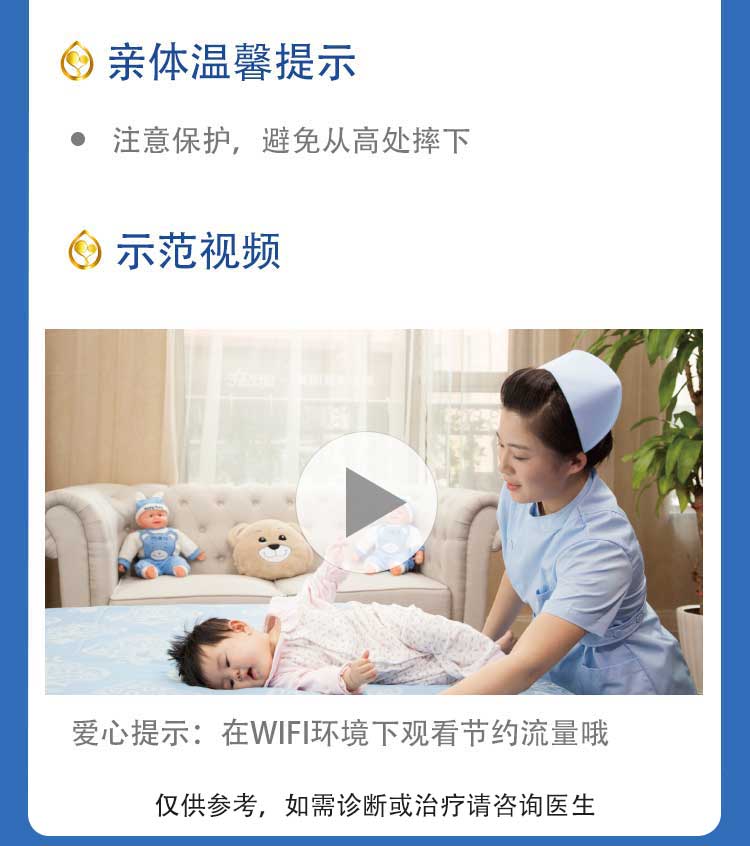 亲体温馨提示
注意保护，避免从高处摔下
示范视频
爱心提示：在WIFI环境下观看节约流量哦
仅供参考，如需诊断或治疗请咨询医生